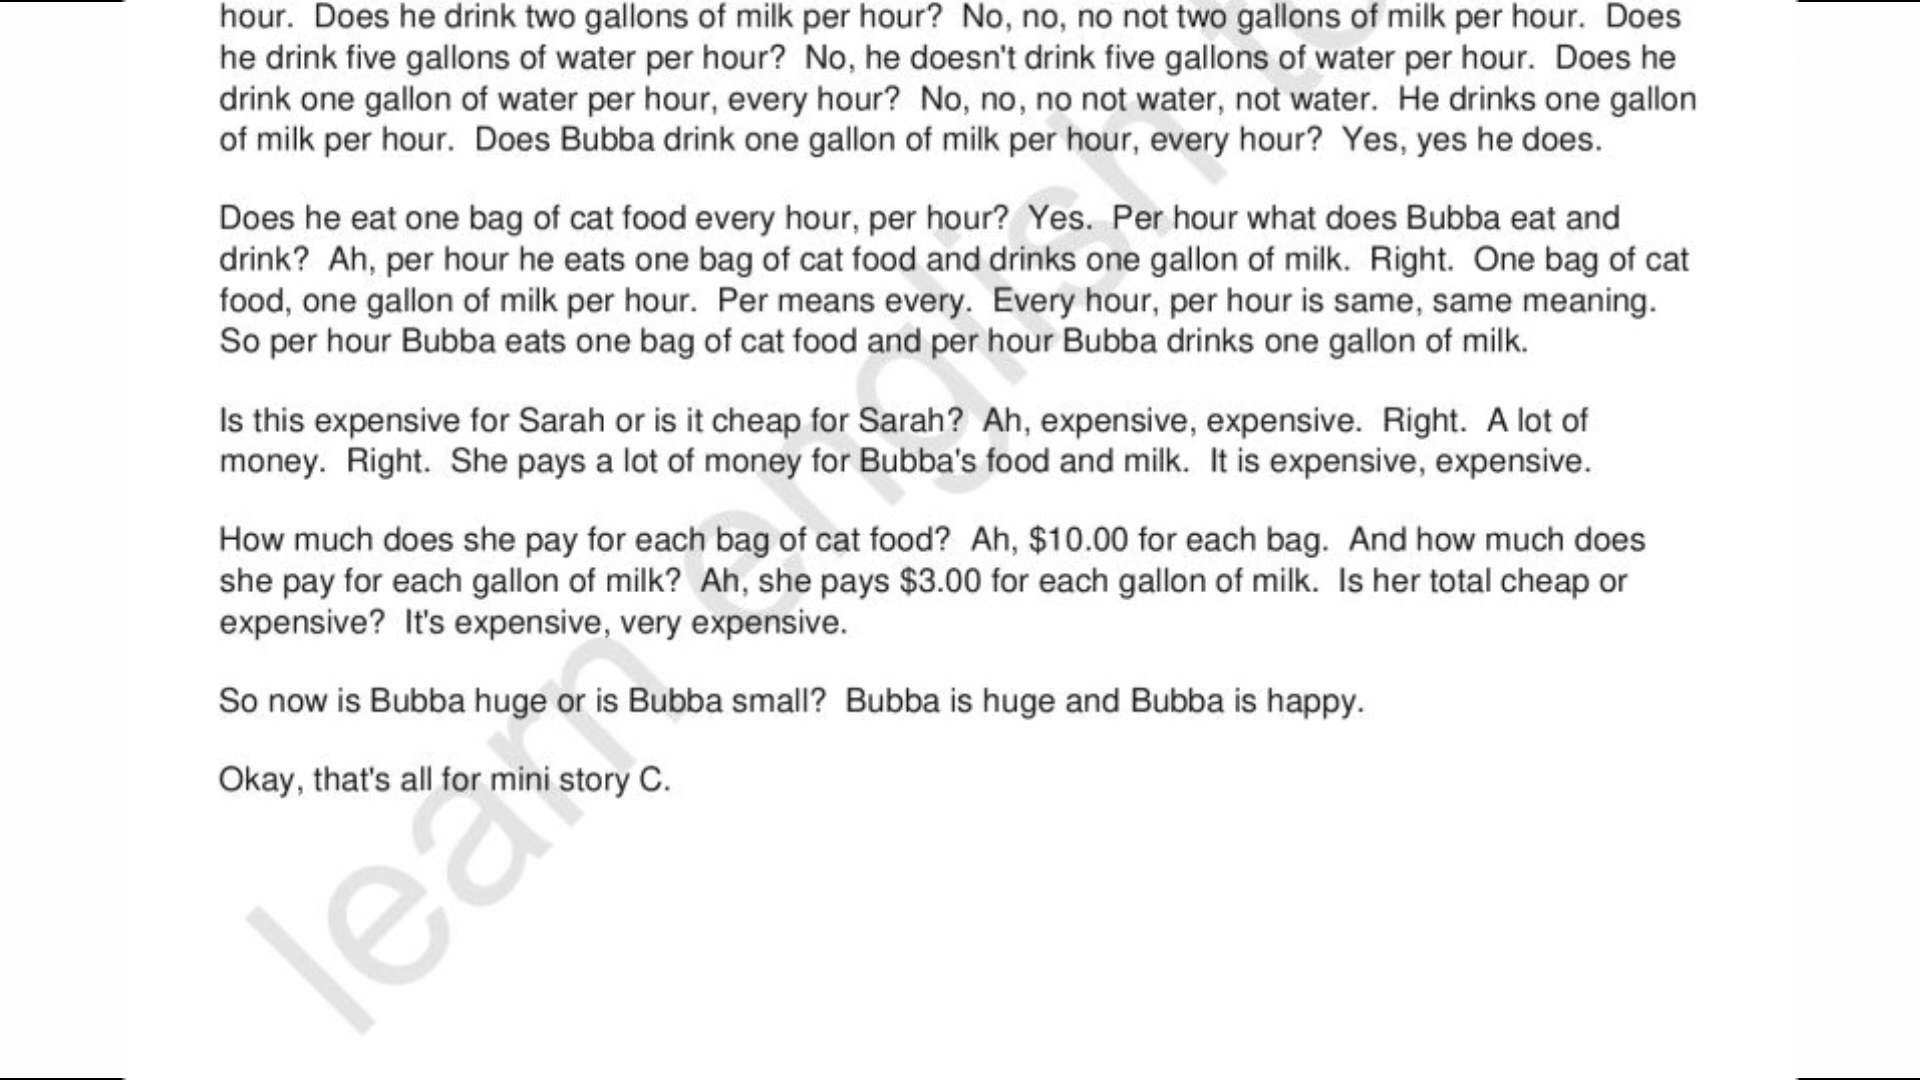 hour.  Does he drink two gallons of milk per hour?  No, no, no not two gallons of milk per hour.  Does
he drink five gallons of water per hour?  No, he doesn't drink five gallons of water per hour.  Does he
drink one gallon of water per hour, every hour?  No, no, no not water, not water.  He drinks one gallon
of milk per hour.  Does Bubba drink one gallon of milk per hour, every hour?  Yes, yes he does.
Does he eat one bag of cat food every hour, per hour?  Yes.  Per hour what does Bubba eat and
drink?  Ah, per hour he eats one bag of cat food and drinks one gallon of milk.  Right.  One bag of cat
food, one gallon of milk per hour.  Per means every.  Every hour, per hour is same, same meaning.
So per hour Bubba eats one bag of cat food and per hour Bubba drinks one gallon of milk.
Is this expensive for Sarah or is it cheap for Sarah?  Ah, expensive, expensive.  Right.  A lot of
money.  Right.  She pays a lot of money for Bubba's food and milk.  It is expensive, expensive.
How much does she pay for each bag of cat food?  Ah, $10.00 for each bag.  And how much does
she pay for each gallon of milk?  Ah, she pays $3.00 for each gallon of milk.  Is her total cheap or
expensive?  It's expensive, very expensive.
So now is Bubba huge or is Bubba small?  Bubba is huge and Bubba is happy.
Okay, that's all for mini story C.
learn english